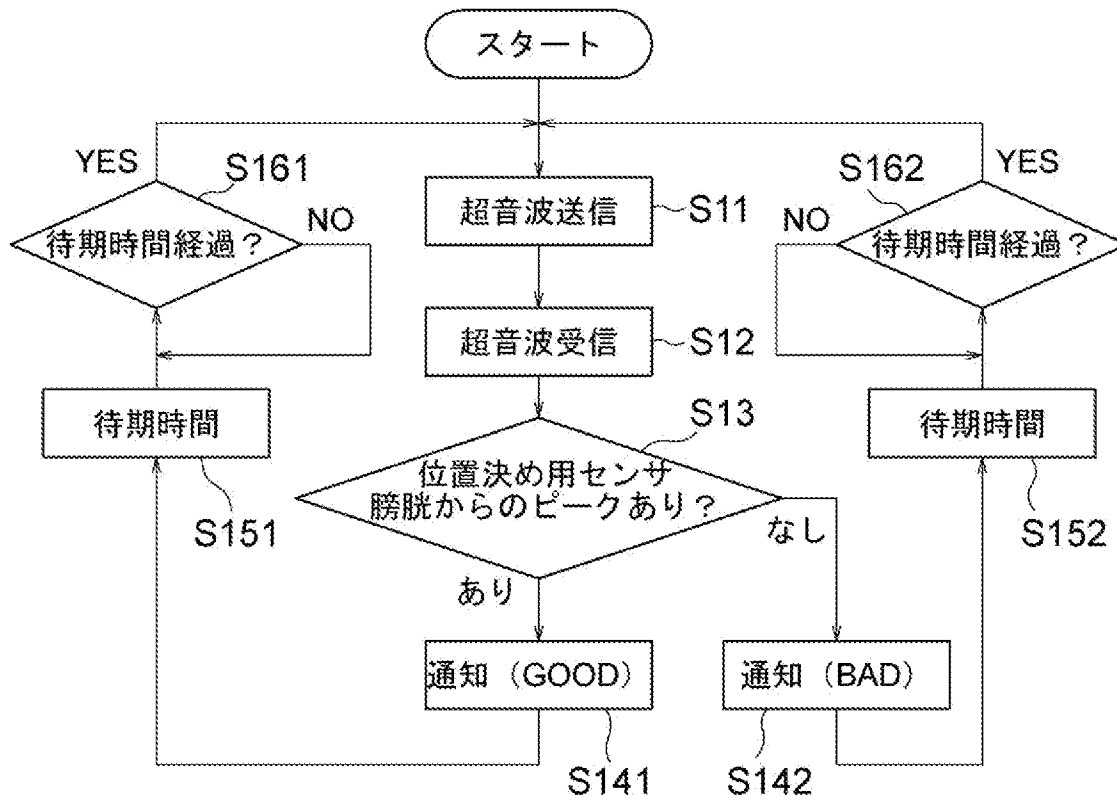 スタート
YES
S161
待期時間経過?
NO
超音波送信
S11
S162
YES
NO
待期時間経過?
超音波受信
S12
待期時間
S151
S13
位置決め用センサ
膀胱からのピークあり?
なし
あり
待期時間
S152
通知(GOOD)
S141
通知(BAD)
S142